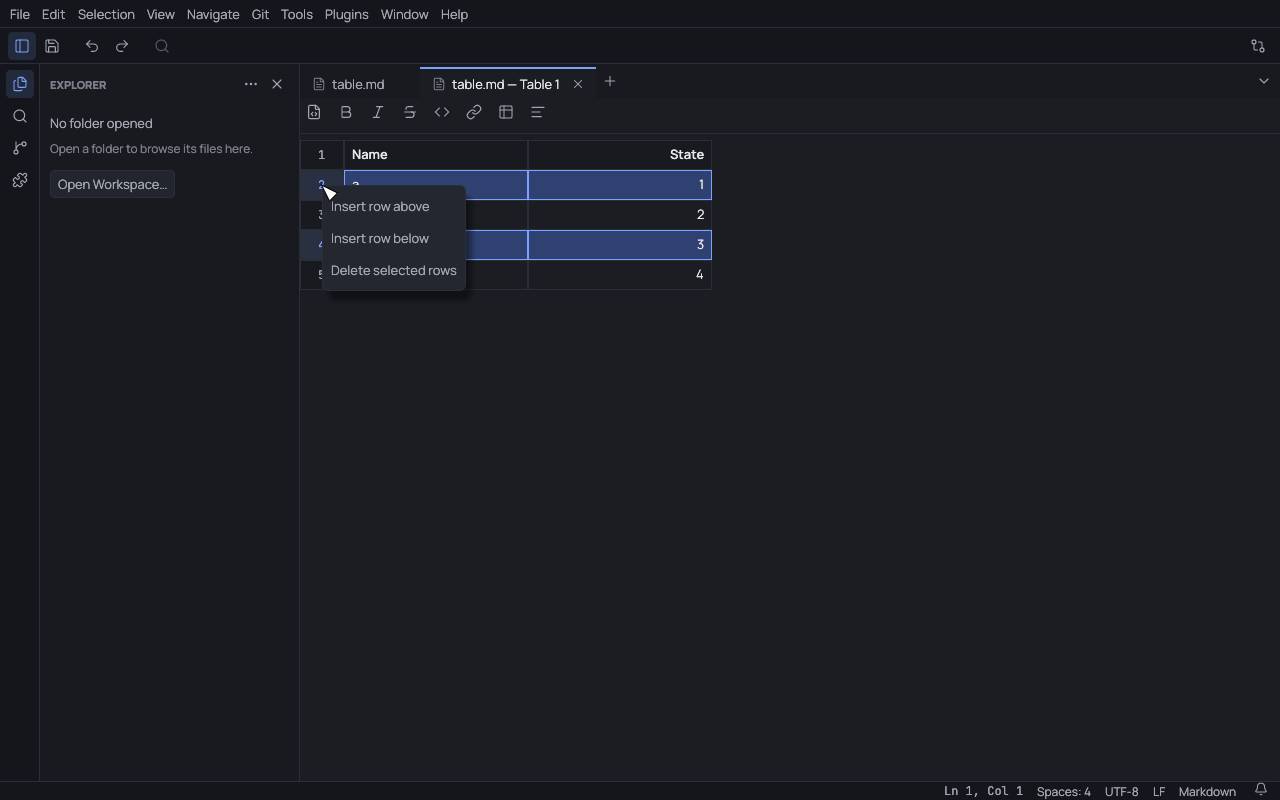 File Edit Selection View Navigate Git Tools Plugins Window Help
EXPLORER
No folder opened
Open a folder to browse its files here.
Open Workspace...
table.md
table.md — Table 1
1 Name State
2 a 1
3 2
4 3
5 4
Insert row above
Insert row below
Delete selected rows
Ln 1, Col 1 Spaces: 4 UTF-8 LF Markdown